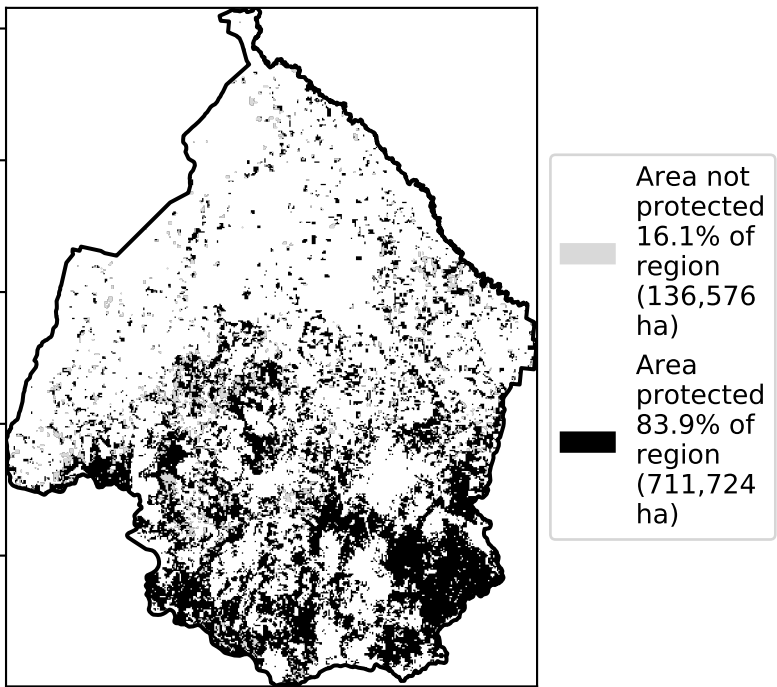 Area not
protected
16.1% of
region
(136,576
ha)
Area
protected
83.9% of
region
(711,724
ha)